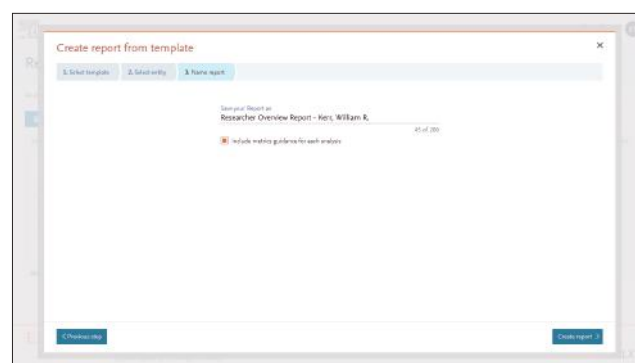 Create report from template
×
1. Select template 2. Select entity 3. Name report
Save your Report as
Researcher Overview Report - Kerr, William R,
45 of 200
Include metrics guidance for each analysis
Previous step Create report